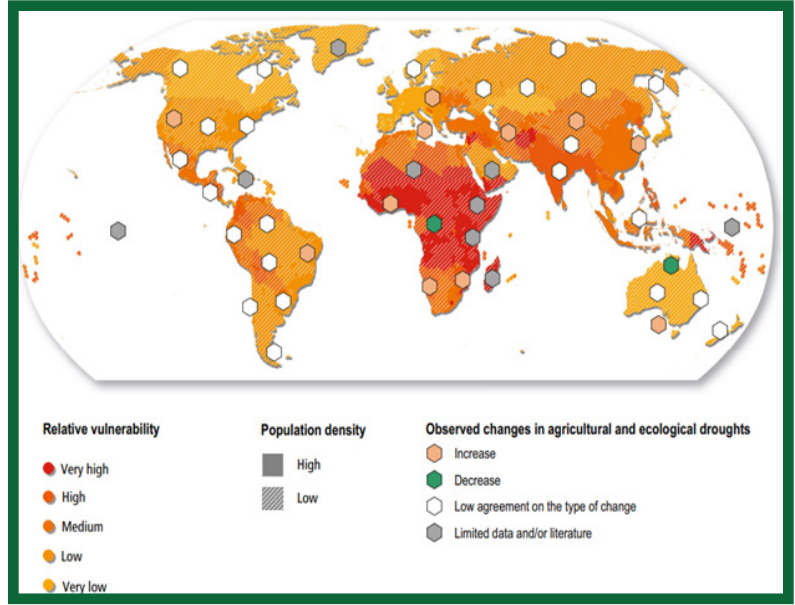 Relative vulnerability
Very high
High
Medium
Low
Very low
Population density
High
Low
Observed changes in agricultural and ecological droughts
Increase
Decrease
Low agreement on the type of change
Limited data and/or literature